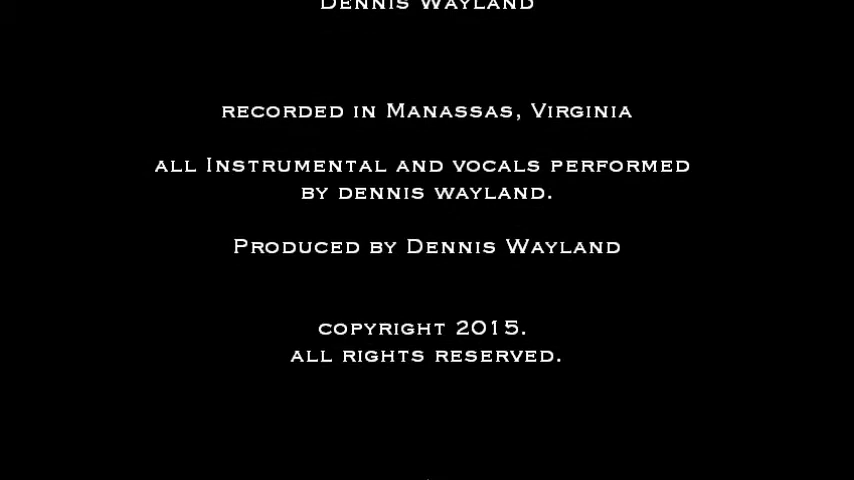 Dennis Wayland
recorded in Manassas, Virginia
all Instrumental and vocals performed
by dennis wayland.
Produced by Dennis Wayland
copyright 2015.
all rights reserved.